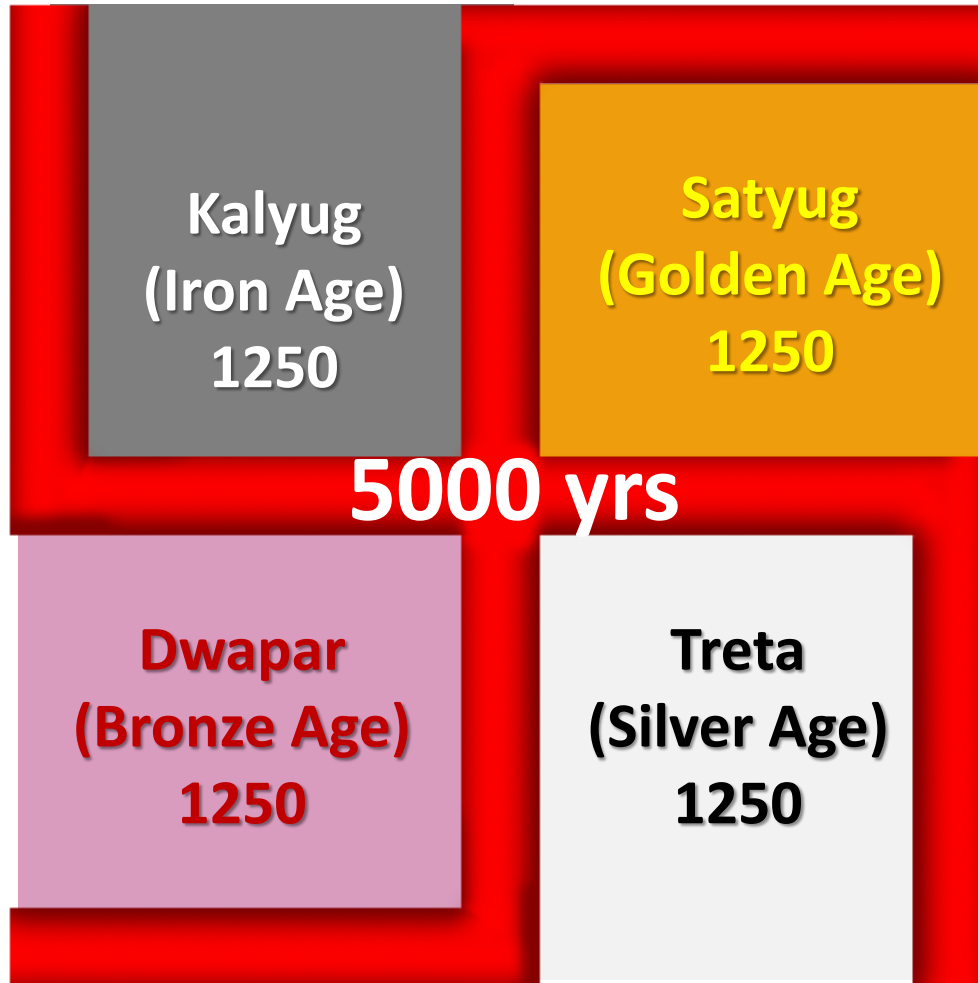 Kalyug
(Iron Age)
1250
Satyug
(Golden Age)
1250
5000 yrs
Dwapar
(Bronze Age)
1250
Treta
(Silver Age)
1250